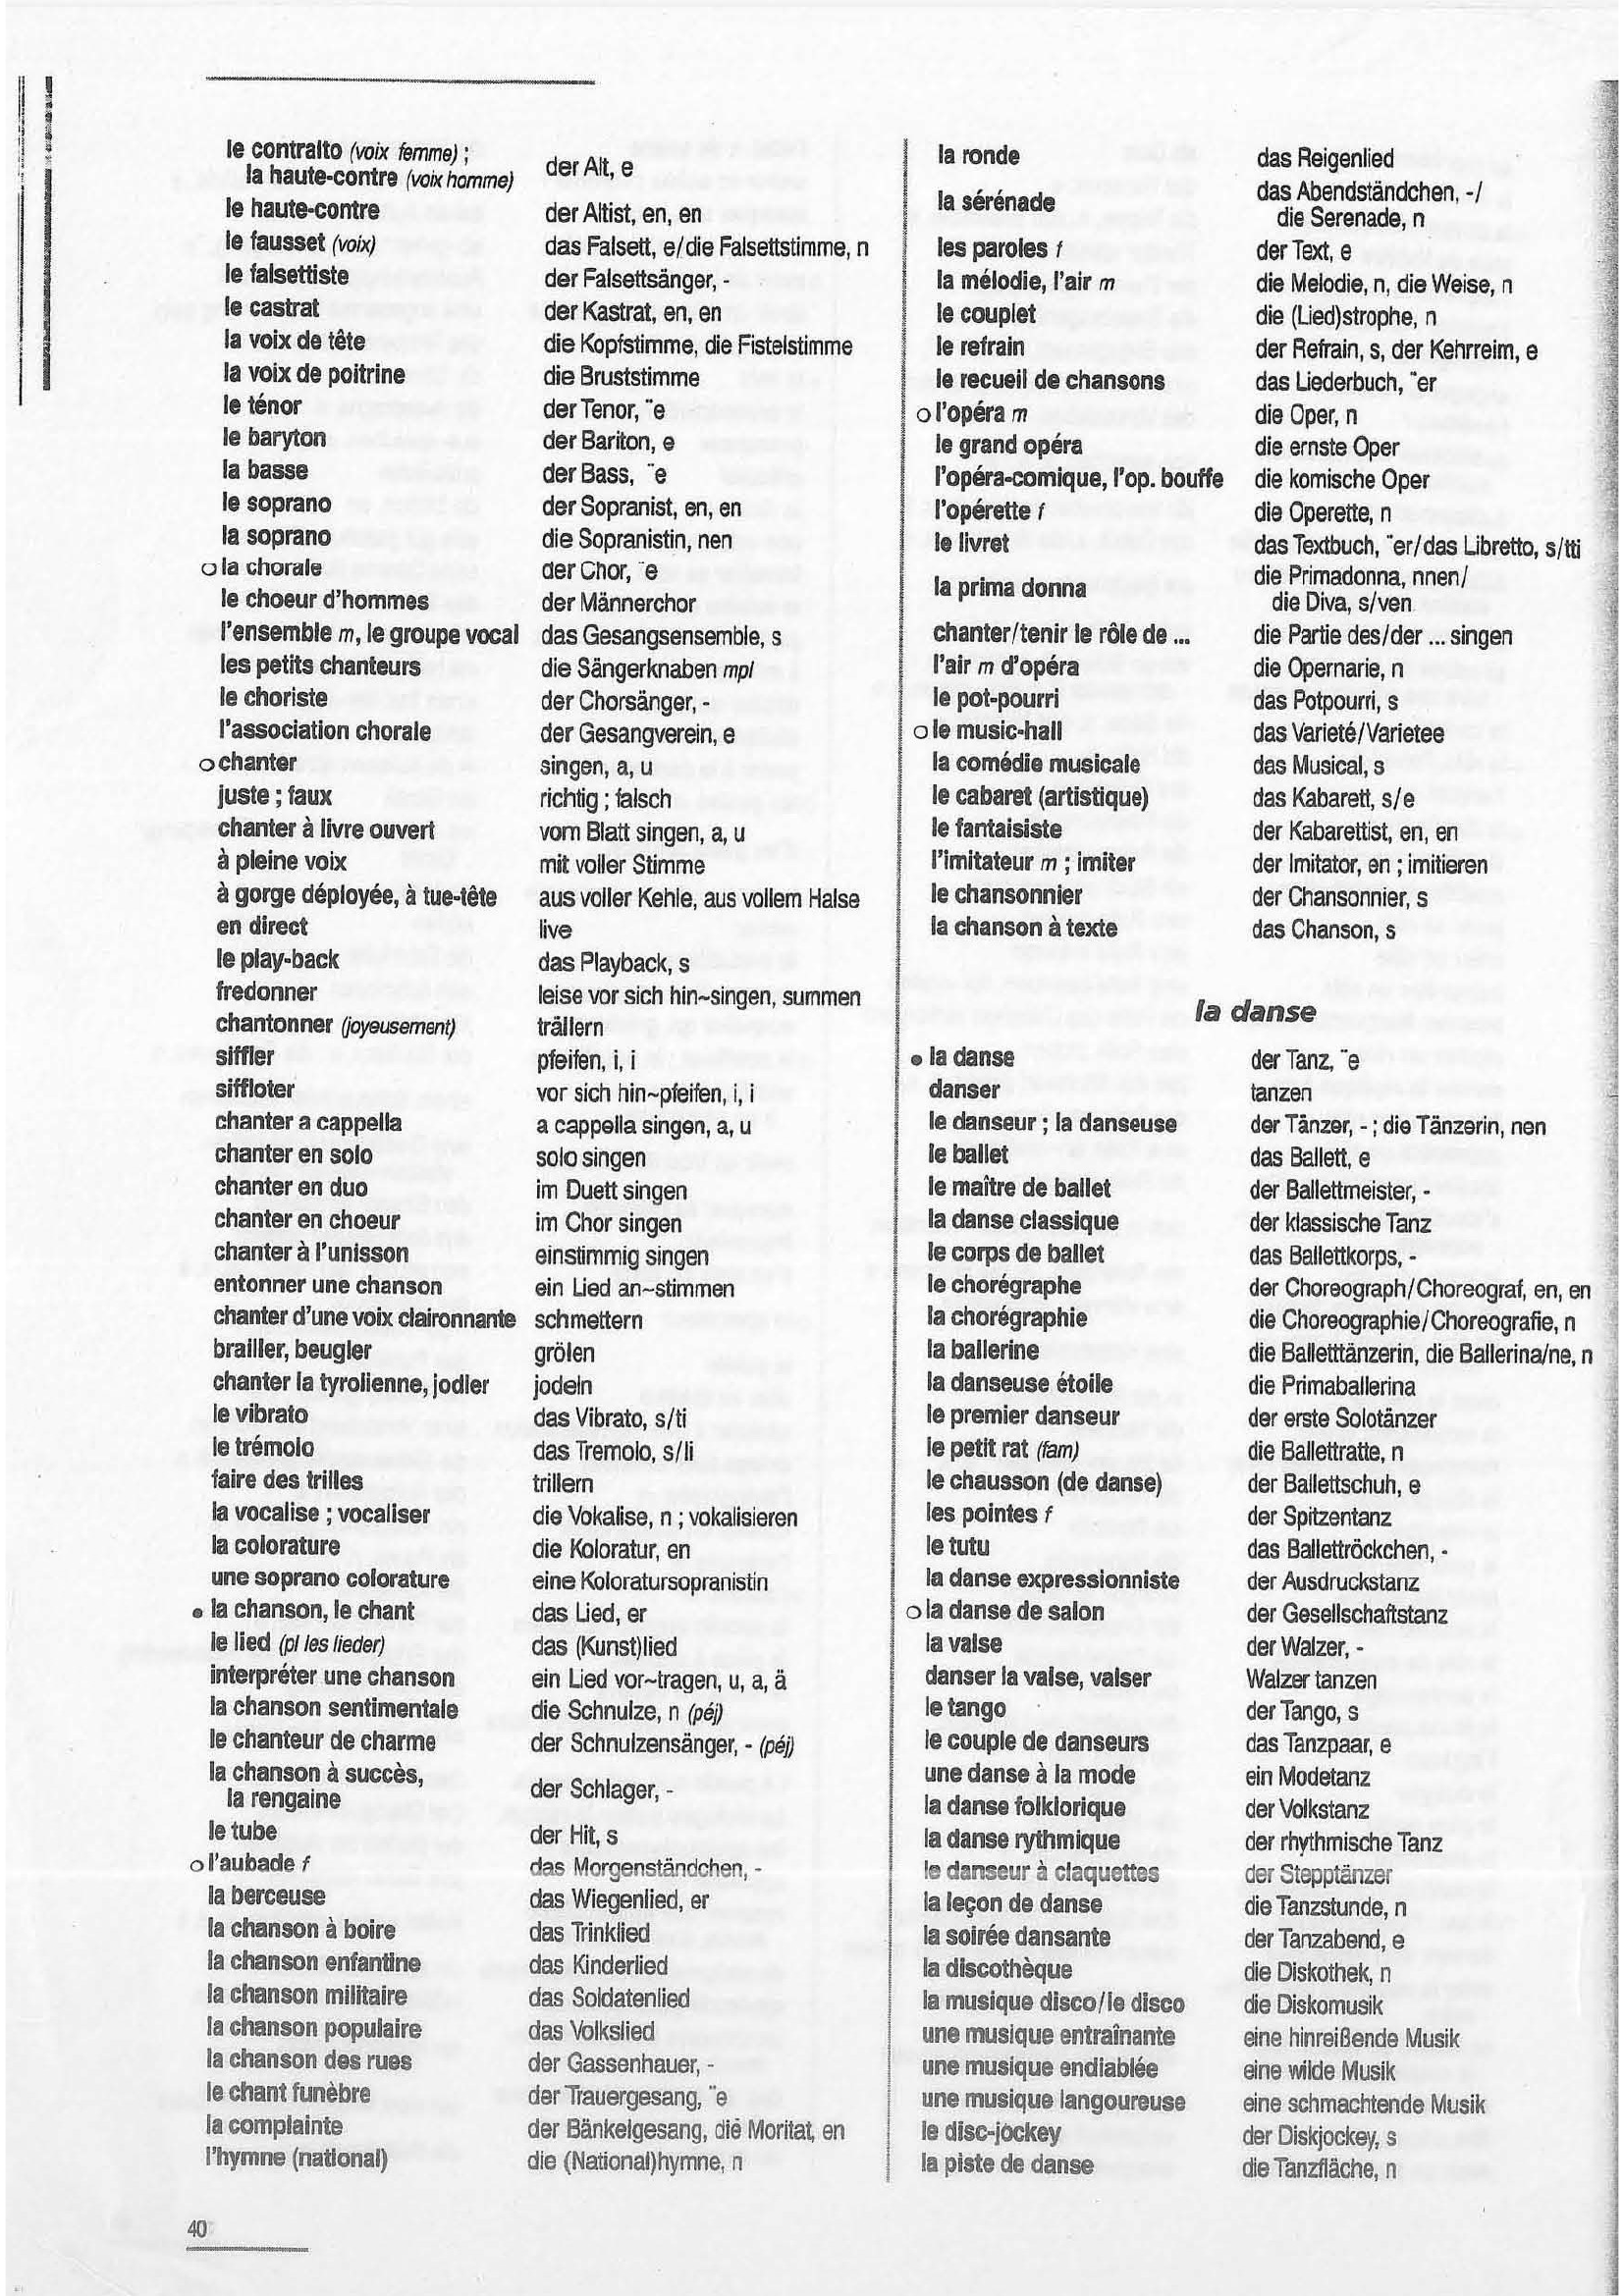 le contralto (voix femme) ;
la haute-contre (voix homme) der Alt, e
le haute-contre der Altist, en, en
le fausset (voix) das Falsett, e/die Falsettstimme, n
le falsettiste der Falsettsänger, -
le castrat der Kastrat, en, en
la voix de tête die Kopfstimme, die Fistelstimme
la voix de poitrine die Bruststimme
le ténor der Tenor, ¨e
le baryton der Bariton, e
la basse der Bass, ¨e
le soprano der Sopranist, en, en
la soprano die Sopranistin, nen
o la chorale der Chor, ¨e
le choeur d'hommes der Männerchor
l'ensemble m, le groupe vocal das Gesangsensemble, s
les petits chanteurs die Sängerknaben mpl
le choriste der Chorsänger, -
l'association chorale der Gesangverein, e
o chanter singen, a, u
juste ; faux richtig ; falsch
chanter à livre ouvert vom Blatt singen, a, u
à pleine voix mit voller Stimme
à gorge déployée, à tue-tête aus voller Kehle, aus vollem Halse
en direct live
le play-back das Playback, s
fredonner leise vor sich hin~singen, summen
chantonner (joyeusement) trällern
siffler pfeifen, i, i
siffloter vor sich hin~pfeifen, i, i
chanter a cappella a cappella singen, a, u
chanter en solo solo singen
chanter en duo im Duett singen
chanter en choeur im Chor singen
chanter à l'unisson einstimmig singen
entonner une chanson ein Lied an~stimmen
chanter d'une voix claironnante schmettern
brailler, beugler grölen
chanter la tyrolienne, jodler jodeln
le vibrato das Vibrato, s/ti
le trémolo das Tremolo, s/li
faire des trilles trillern
la vocalise ; vocaliser die Vokalise, n ; vokalisieren
la colorature die Koloratur, en
une soprano colorature eine Koloratursopranistin
• la chanson, le chant das Lied, er
le lied (pl les lieder) das (Kunst)lied
interpréter une chanson ein Lied vor~tragen, u, a, ä
la chanson sentimentale die Schnulze, n (péj)
le chanteur de charme der Schnulzensänger, - (péj)
la chanson à succès,
la rengaine der Schlager, -
le tube der Hit, s
o l'aubade f das Morgenständchen, -
la berceuse das Wiegenlied, er
la chanson à boire das Trinklied
la chanson enfantine das Kinderlied
la chanson militaire das Soldatenlied
la chanson populaire das Volkslied
la chanson des rues der Gassenhauer, -
le chant funèbre der Trauergesang, ¨e
la complainte der Bänkelgesang, die Moritat, en
l'hymne (national) die (National)hymne, n
40
la ronde das Reigenlied
la sérénade das Abendständchen, -/
die Serenade, n
les paroles f der Text, e
la mélodie, l'air m die Melodie, n, die Weise, n
le couplet die (Lied)strophe, n
le refrain der Refrain, s, der Kehrreim, e
le recueil de chansons das Liederbuch, ¨er
o l'opéra m die Oper, n
le grand opéra die ernste Oper
l'opéra-comique, l'op. bouffe die komische Oper
l'opérette f die Operette, n
le livret das Textbuch, ¨er/das Libretto, s/tti
la prima donna die Primadonna, nnen/
die Diva, s/ven
chanter/tenir le rôle de ... die Partie des/der ... singen
l'air m d'opéra die Opernarie, n
le pot-pourri das Potpourri, s
o le music-hall das Varieté/Varietee
la comédie musicale das Musical, s
le cabaret (artistique) das Kabarett, s/e
le fantaisiste der Kabarettist, en, en
l'imitateur m ; imiter der Imitator, en ; imitieren
le chansonnier der Chansonnier, s
la chanson à texte das Chanson, s
la danse
• la danse der Tanz, ¨e
danser tanzen
le danseur ; la danseuse der Tänzer, - ; die Tänzerin, nen
le ballet das Ballett, e
le maître de ballet der Ballettmeister, -
la danse classique der klassische Tanz
le corps de ballet das Ballettkorps, -
le chorégraphe der Choreograph/Choreograf, en, en
la chorégraphie die Choreographie/Choreografie, n
la ballerine die Balletttänzerin, die Ballerina/ne, n
la danseuse étoile die Primaballerina
le premier danseur der erste Solotänzer
le petit rat (fam) die Ballettratte, n
le chausson (de danse) der Ballettschuh, e
les pointes f der Spitzentanz
le tutu das Ballettröckchen, -
la danse expressionniste der Ausdruckstanz
o la danse de salon der Gesellschaftstanz
la valse der Walzer, -
danser la valse, valser Walzer tanzen
le tango der Tango, s
le couple de danseurs das Tanzpaar, e
une danse à la mode ein Modetanz
la danse folklorique der Volkstanz
la danse rythmique der rhythmische Tanz
le danseur à claquettes der Stepptänzer
la leçon de danse die Tanzstunde, n
la soirée dansante der Tanzabend, e
la discothèque die Diskothek, n
la musique disco/le disco die Diskomusik
une musique entraînante eine hinreißende Musik
une musique endiablée eine wilde Musik
une musique langoureuse eine schmachtende Musik
le disc-jockey der Diskjockey, s
la piste de danse die Tanzfläche, n